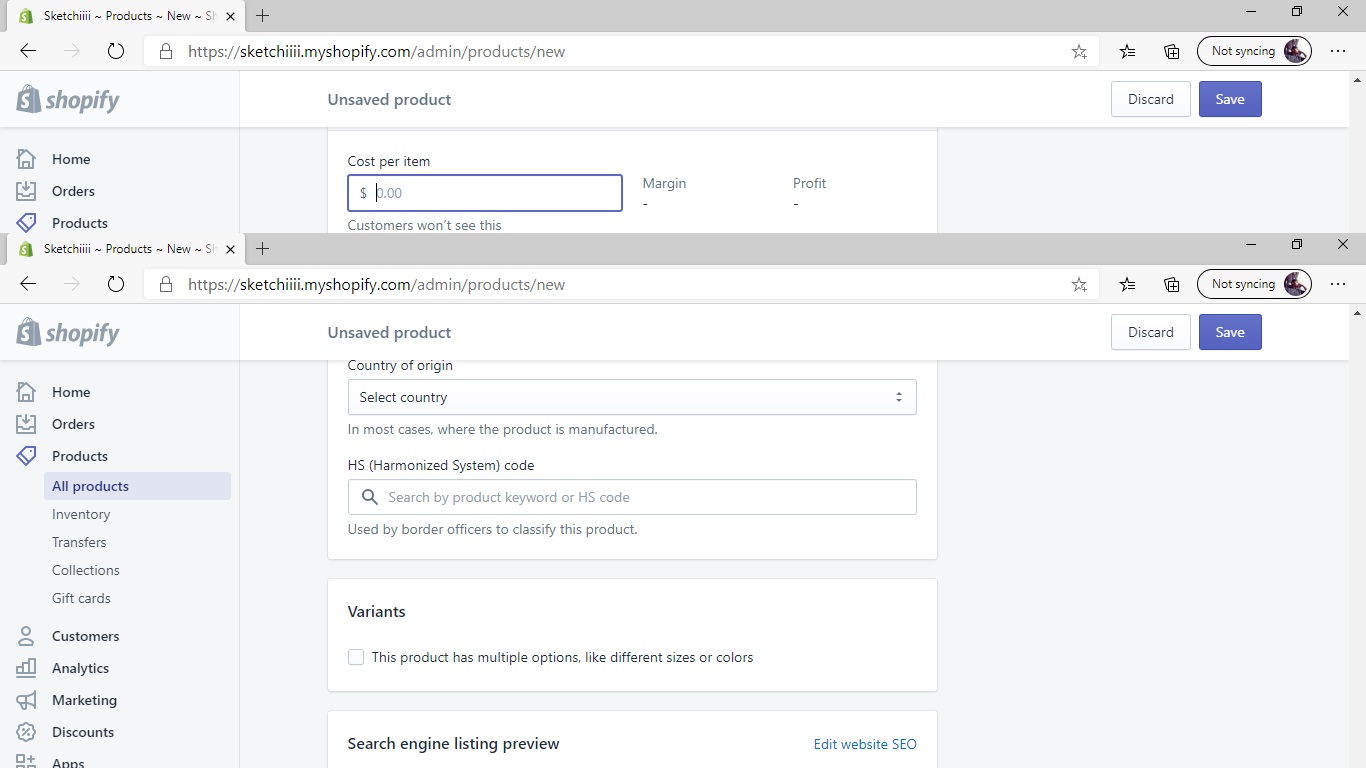 Sketchiiii ~ Products ~ New ~ Sh
https://sketchiiii.myshopify.com/admin/products/new
Not syncing
shopify
Unsaved product
Discard
Save
Home
Orders
Products
Cost per item
$ 0.00
Margin
-
Profit
-
Customers won't see this
Sketchiiii ~ Products ~ New ~ Sh
https://sketchiiii.myshopify.com/admin/products/new
Not syncing
shopify
Unsaved product
Discard
Save
Home
Orders
Products
All products
Inventory
Transfers
Collections
Gift cards
Customers
Analytics
Marketing
Discounts
Apps
Country of origin
Select country
In most cases, where the product is manufactured.
HS (Harmonized System) code
Search by product keyword or HS code
Used by border officers to classify this product.
Variants
This product has multiple options, like different sizes or colors
Search engine listing preview
Edit website SEO